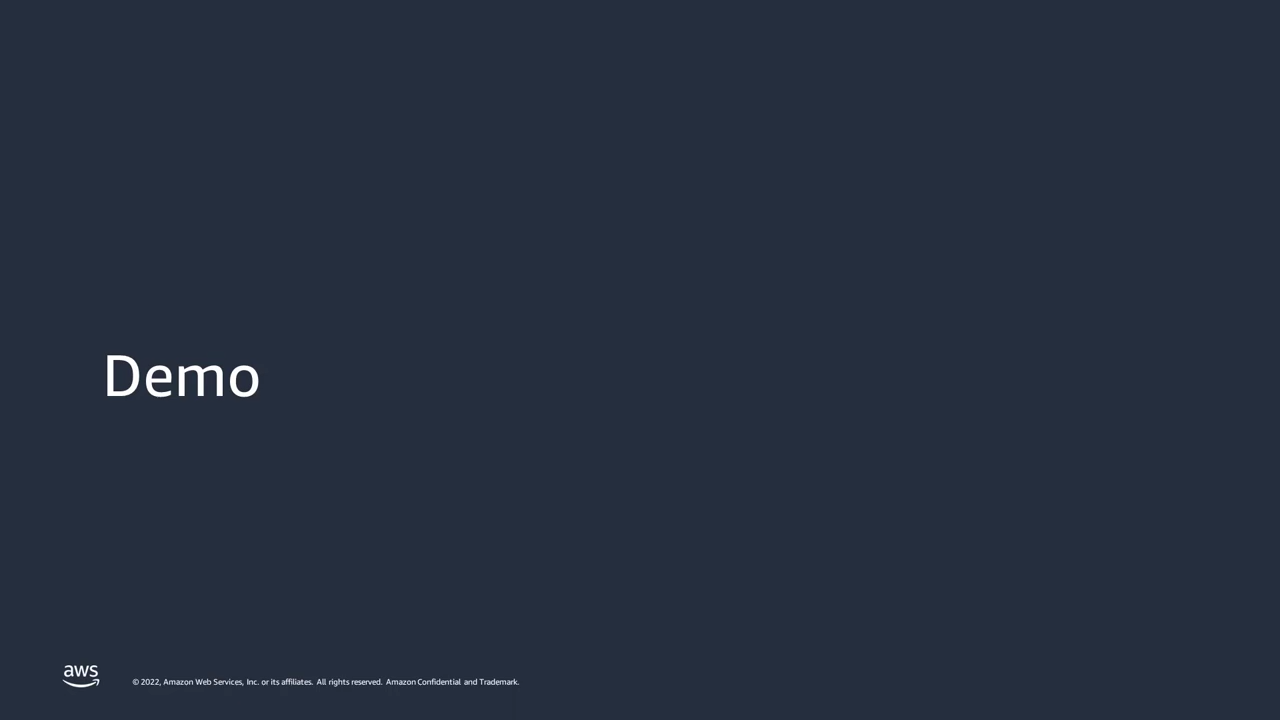 Demo
aws
© 2022, Amazon Web Services, Inc. or its affiliates. All rights reserved. Amazon Confidential and Trademark.